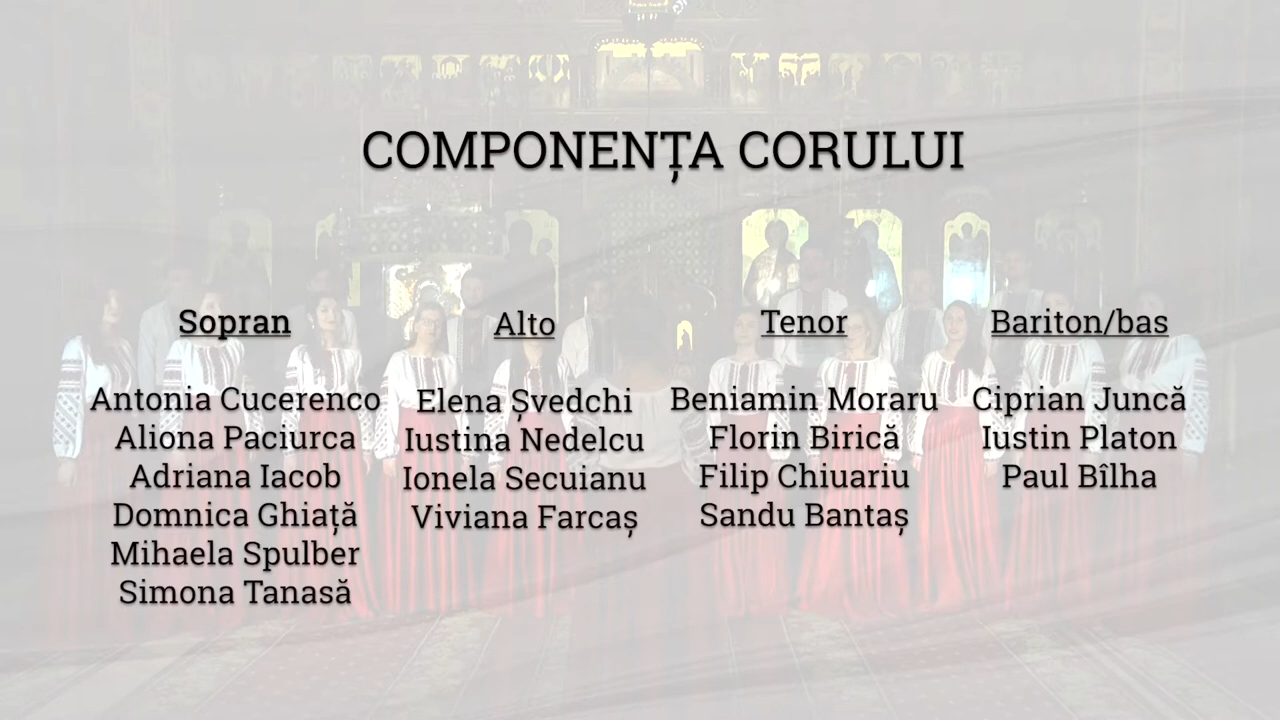 COMPONENȚA CORULUI
Sopran
Antonia Cucerenco
Aliona Paciurca
Adriana Iacob
Domnica Ghiață
Mihaela Spulber
Simona Tanasă
Alto
Elena Șvedchi
Iustina Nedelcu
Ionela Secuianu
Viviana Farcaș
Tenor
Beniamin Moraru
Florin Birică
Filip Chiuariu
Sandu Bantaș
Bariton/bas
Ciprian Juncă
Iustin Platon
Paul Bîlha